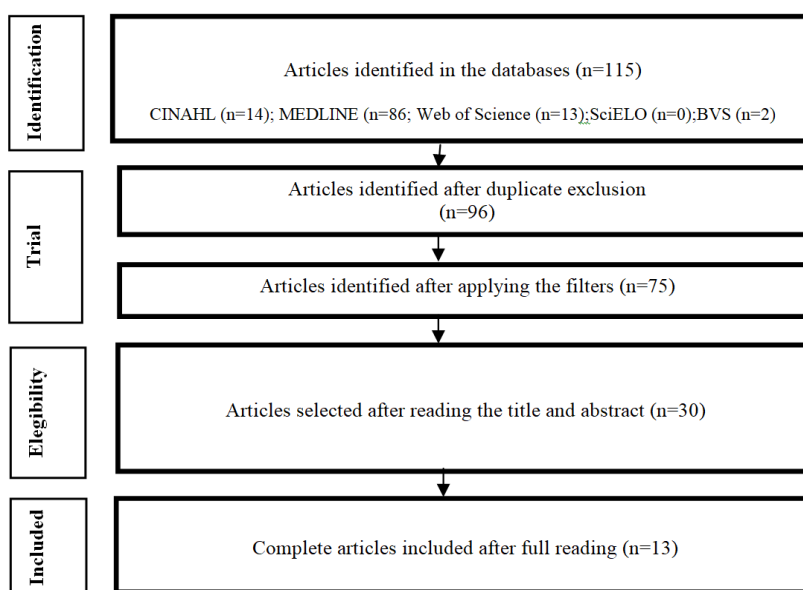 Identification
Articles identified in the databases (n=115)
CINAHL (n=14); MEDLINE (n=86; Web of Science (n=13);SciELO (n=0);BVS (n=2)
Trial
Articles identified after duplicate exclusion
(n=96)
Articles identified after applying the filters (n=75)
Elegibility
Articles selected after reading the title and abstract (n=30)
Included
Complete articles included after full reading (n=13)